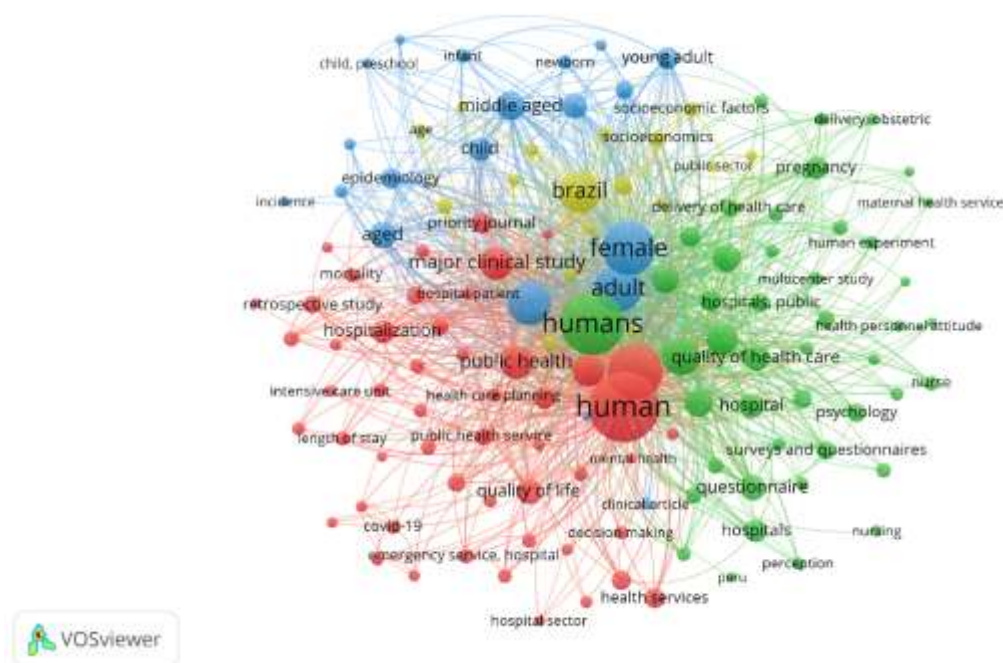 child, preschool
infant
newborn
young adult
middle aged
socioeconomic factors
delivery, obstetric
age
socioeconomics
child
public sector
pregnancy
epidemiology
brazil
incidence
delivery of health care
maternal health service
priority journal
aged
female
human experiment
major clinical study
mortality
multicenter study
hospital patient
adult
retrospective study
hospitals, public
hospitalization
humans
health personnel attitude
public health
quality of health care
nurse
intensive care unit
health care planning
human
hospital
psychology
length of stay
public health service
surveys and questionnaires
mental health
quality of life
questionnaire
clinical article
covid-19
decision making
hospitals
nursing
emergency service, hospital
perception
peru
health services
hospital sector
VOSviewer